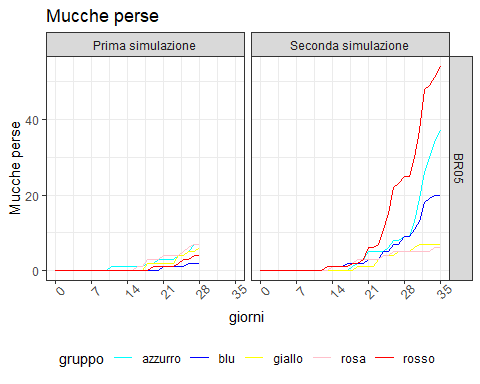 Mucche perse
Prima simulazione
Seconda simulazione
BR05
Mucche perse
40
20
0
0 7 14 21 28 35
0 7 14 21 28 35
giorni
gruppo azzurro blu giallo rosa rosso